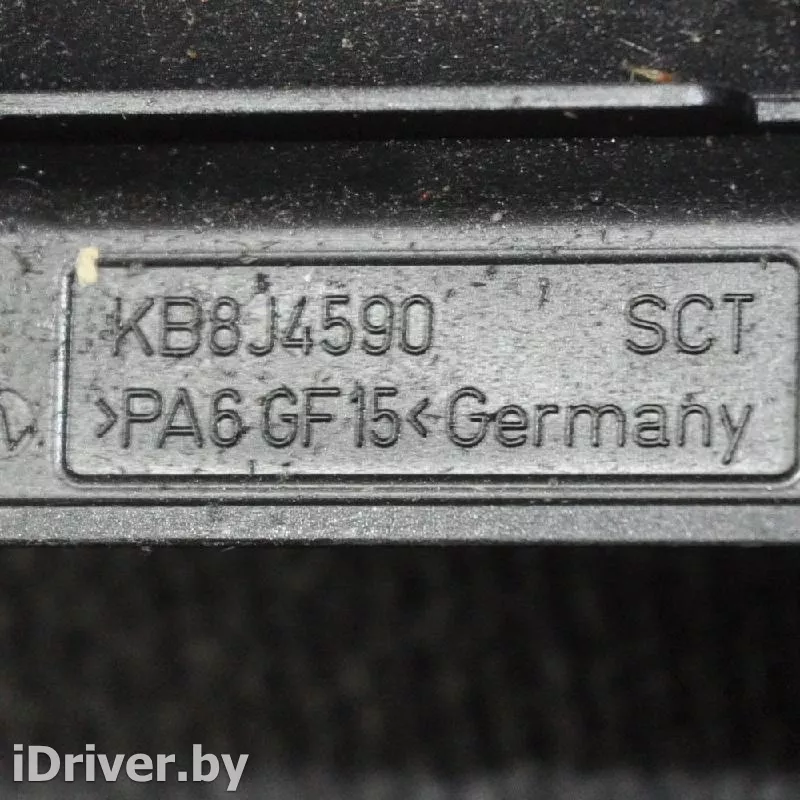 KB8J4590 SCT
>PA6 GF15< Germany
iDriver.by